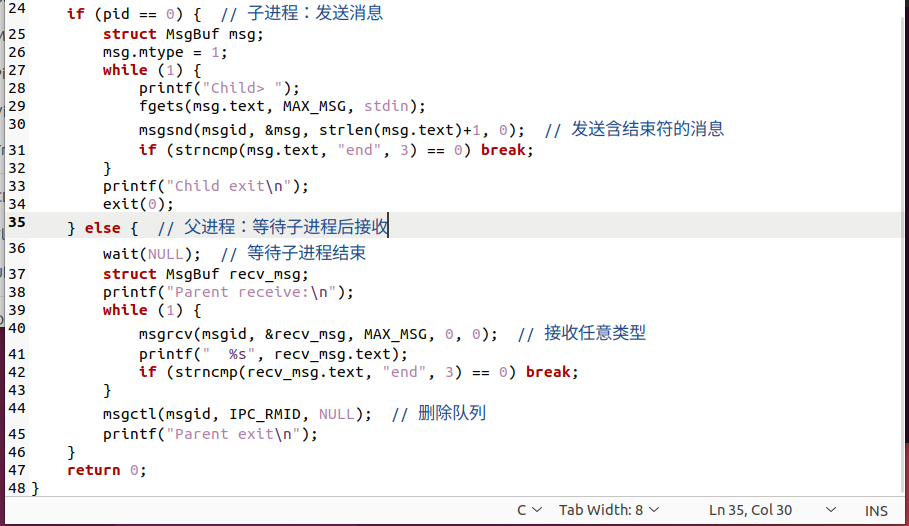 24    if (pid == 0) {  // 子进程：发送消息
25        struct MsgBuf msg;
26        msg.mtype = 1;
27        while (1) {
28            printf("Child> ");
29            fgets(msg.text, MAX_MSG, stdin);
30            msgsnd(msgid, &msg, strlen(msg.text)+1, 0);  // 发送含结束符的消息
31            if (strncmp(msg.text, "end", 3) == 0) break;
32        }
33        printf("Child exit\n");
34        exit(0);
35    } else {  // 父进程：等待子进程后接收
36        wait(NULL);  // 等待子进程结束
37        struct MsgBuf recv_msg;
38        printf("Parent receive:\n");
39        while (1) {
40            msgrcv(msgid, &recv_msg, MAX_MSG, 0, 0);  // 接收任意类型
41            printf("  %s", recv_msg.text);
42            if (strncmp(recv_msg.text, "end", 3) == 0) break;
43        }
44        msgctl(msgid, IPC_RMID, NULL);  // 删除队列
45        printf("Parent exit\n");
46    }
47    return 0;
48 }
C Tab Width: 8 Ln 35, Col 30 INS